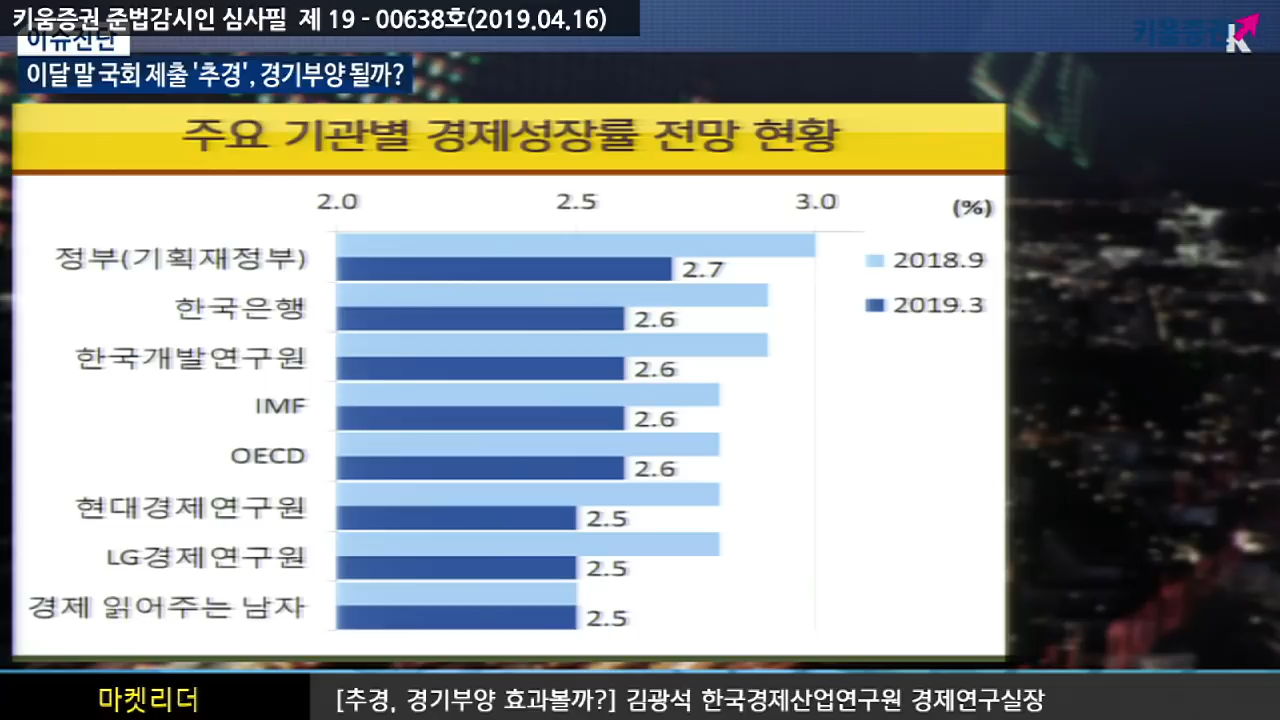 키움증권 준법감시인 심사필 제 19 - 00638호(2019.04.16)
키움증권
이슈진단
이달 말 국회 제출 '추경', 경기부양 될까?
주요 기관별 경제성장률 전망 현황
2.0 2.5 3.0 (%)
정부(기획재정부) 2.7
한국은행 2.6
한국개발연구원 2.6
IMF 2.6
OECD 2.6
현대경제연구원 2.5
LG경제연구원 2.5
경제 읽어주는 남자 2.5
2018.9
2019.3
마켓리더
[추경, 경기부양 효과볼까?] 김광석 한국경제산업연구원 경제연구실장